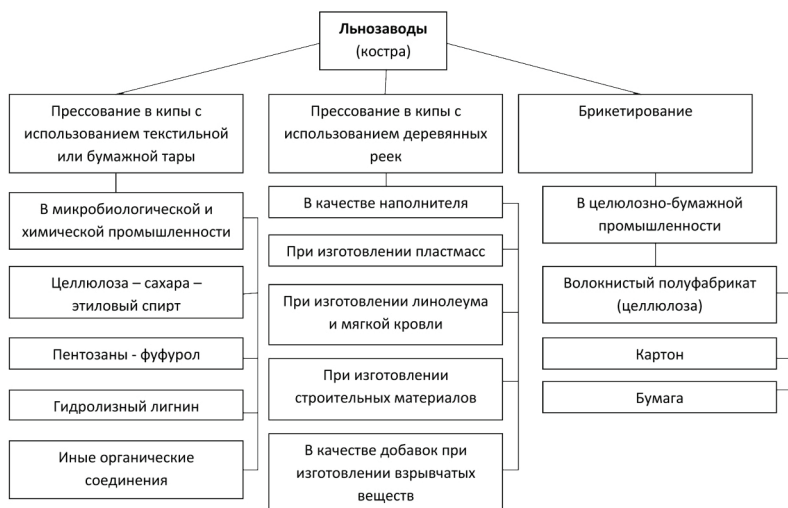 Льнозаводы
(костра)
Прессование в кипы с
использованием текстильной
или бумажной тары
В микробиологической и
химической промышленности
Целлюлоза – сахара –
этиловый спирт
Пентозаны - фуфурол
Гидролизный лигнин
Иные органические
соединения
Прессование в кипы с
использованием деревянных
реек
В качестве наполнителя
При изготовлении пластмасс
При изготовлении линолеума
и мягкой кровли
При изготовлении
строительных материалов
В качестве добавок при
изготовлении взрывчатых
веществ
Брикетирование
В целюлозно-бумажной
промышленности
Волокнистый полуфабрикат
(целлюлоза)
Картон
Бумага